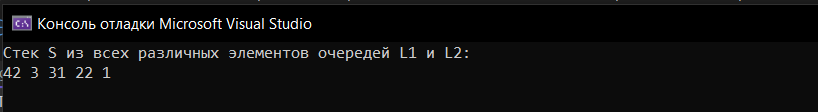 Консоль отладки Microsoft Visual Studio
Стек S из всех различных элементов очередей L1 и L2:
42 3 31 22 1